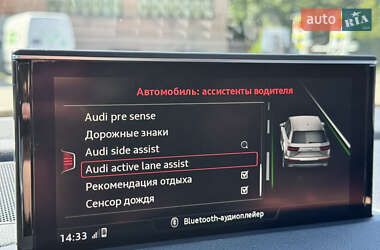 auto RIA
Автомобиль: ассистенты водителя
Audi pre sense
Дорожные знаки
Audi side assist
Audi active lane assist
Рекомендация отдыха
Сенсор дождя
Bluetooth-аудиоплейер
14:33